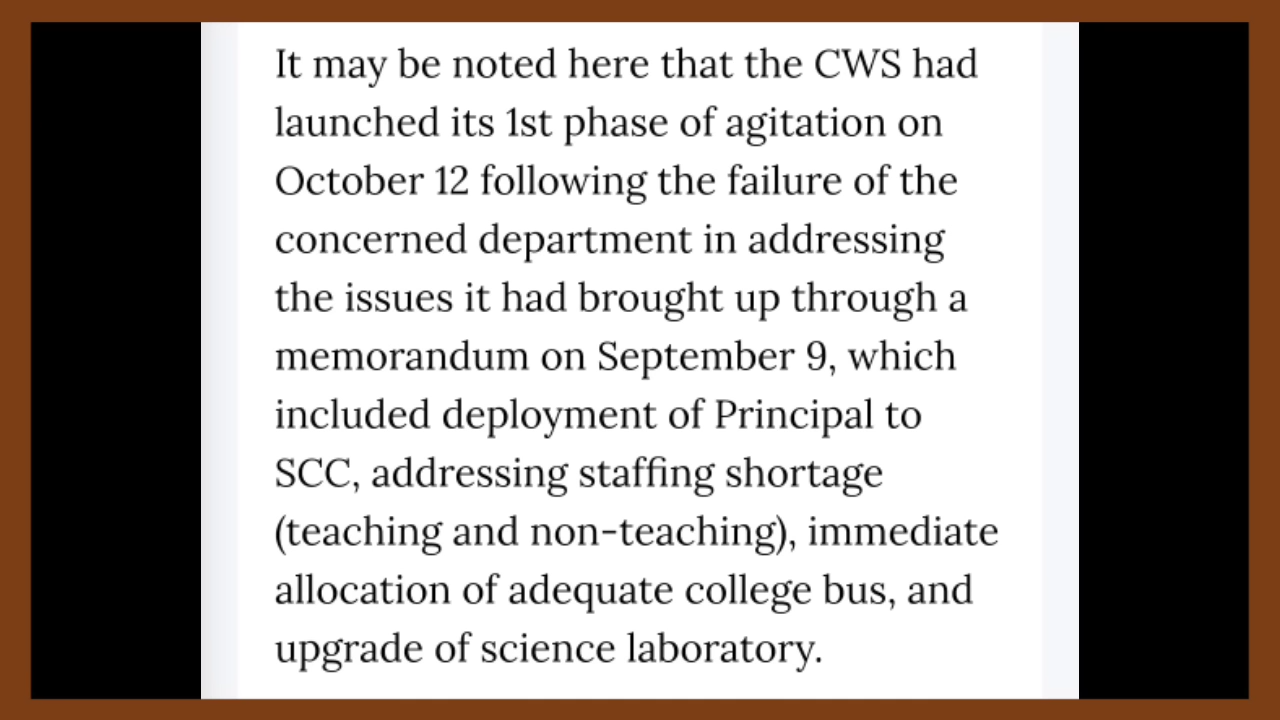 It may be noted here that the CWS had
launched its 1st phase of agitation on
October 12 following the failure of the
concerned department in addressing
the issues it had brought up through a
memorandum on September 9, which
included deployment of Principal to
SCC, addressing staffing shortage
(teaching and non-teaching), immediate
allocation of adequate college bus, and
upgrade of science laboratory.